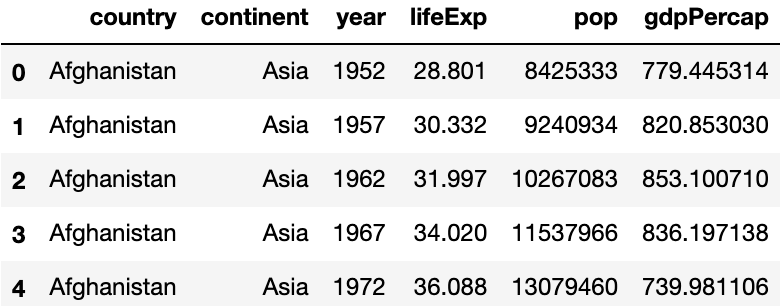 country continent year lifeExp pop gdpPercap
0 Afghanistan Asia 1952 28.801 8425333 779.445314
1 Afghanistan Asia 1957 30.332 9240934 820.853030
2 Afghanistan Asia 1962 31.997 10267083 853.100710
3 Afghanistan Asia 1967 34.020 11537966 836.197138
4 Afghanistan Asia 1972 36.088 13079460 739.981106